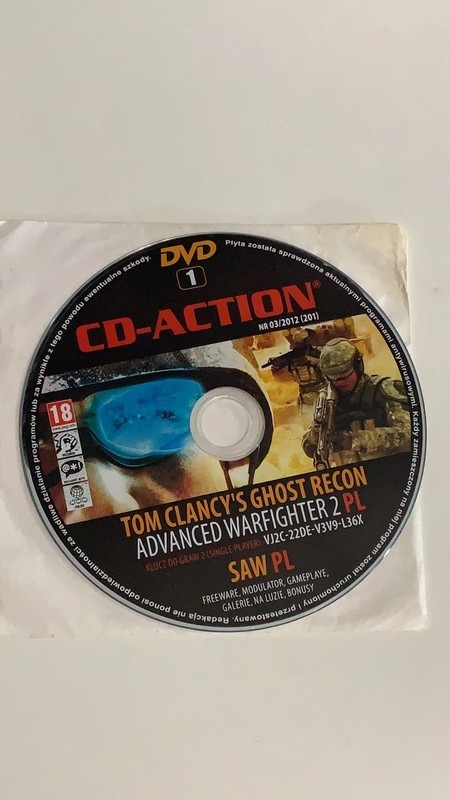 DVD
1
CD-ACTION®
NR 03/2012 (201)
18
TOM CLANCY'S GHOST RECON
ADVANCED WARFIGHTER 2 PL
KLUCZ DO GRAW 2 (SINGLE PLAYER) VJ2C-22DE-V3V9-L36X
SAW PL
FREEWARE, MODULATOR, GAMEPLAYE,
GALERIE, NA LUZIE, BONUSY
Płyta została sprawdzona aktualnymi programami antywirusowymi. Każdy zamieszczony na niej program został uruchomiony i przetestowany. Redakcja nie ponosi odpowiedzialności za wadliwe działanie programów lub za wynikłe z tego powodu ewentualne szkody.